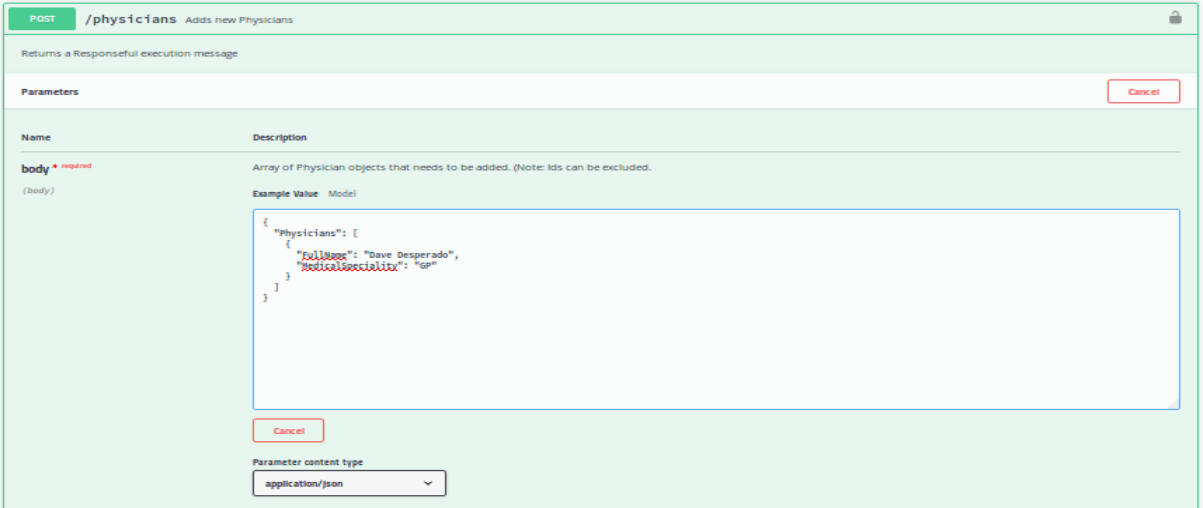 POST /physicians Adds new Physicians
Returns a Responseful execution message
Parameters Cancel
Name Description
body * required Array of Physician objects that needs to be added. (Note: Ids can be excluded.
(body)
Example Value Model
{
"Physicians": [
{
"FullName": "Dave Desperado",
"MedicalSpeciality": "GP"
}
]
}
Cancel
Parameter content type
application/json